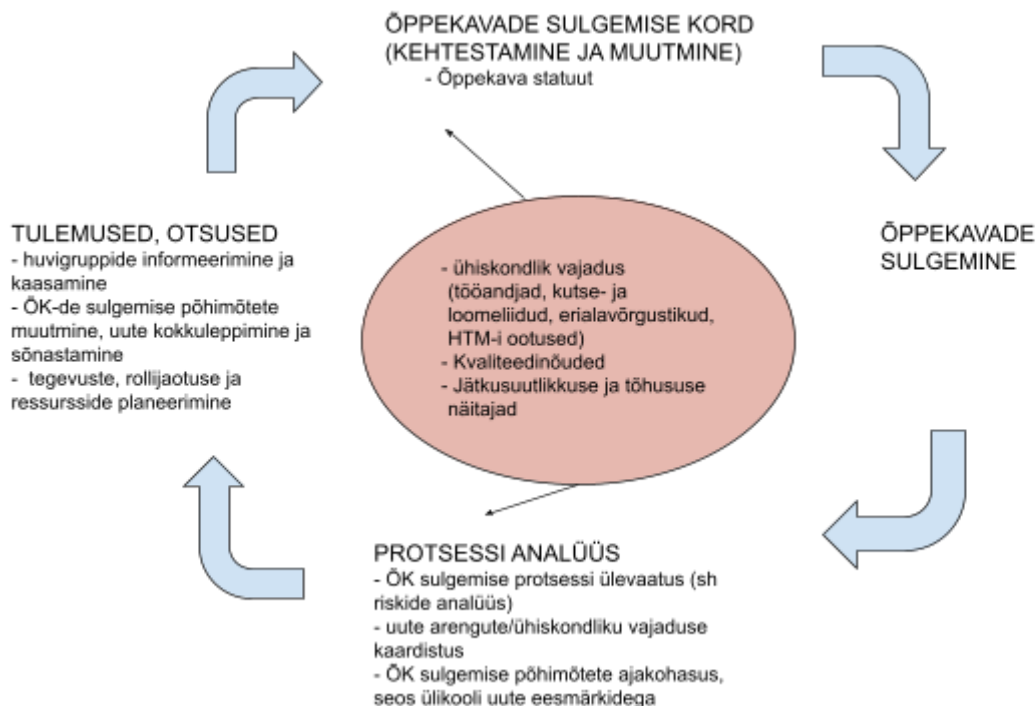 ÕPPEKAVADE SULGEMISE KORD
(KEHTESTAMINE JA MUUTMINE)
- Õppekava statuut
ÕPPEKAVADE
SULGEMINE
TULEMUSED, OTSUSED
- huvigruppide informeerimine ja
kaasamine
- ÕK-de sulgemise põhimõtete
muutmine, uute kokkuleppimine ja
sõnastamine
- tegevuste, rollijaotuse ja
ressursside planeerimine
- ühiskondlik vajadus
(tööandjad, kutse- ja
loomeliidud, erialavõrgustikud,
HTM-i ootused)
- Kvaliteedinõuded
- Jätkusuutlikkuse ja tõhususe
näitajad
PROTSESSI ANALÜÜS
- ÕK sulgemise protsessi ülevaatus (sh
riskide analüüs)
- uute arengute/ühiskondliku vajaduse
kaardistus
- ÕK sulgemise põhimõtete ajakohasus,
seos ülikooli uute eesmärkidega